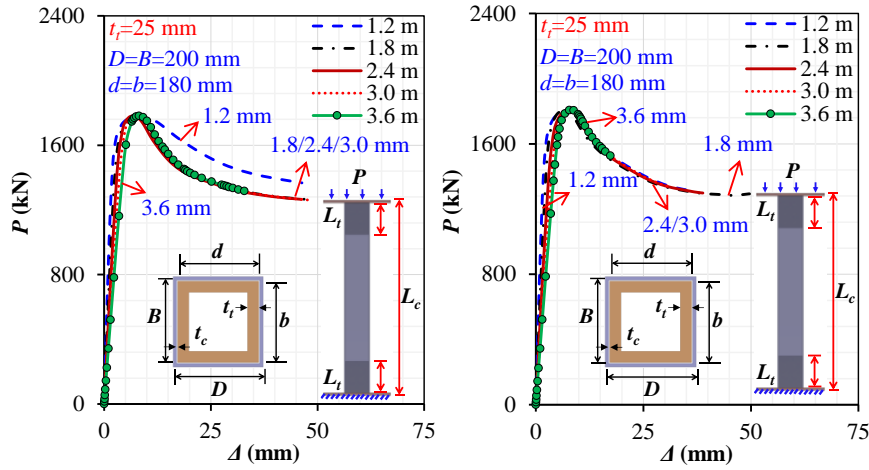 2400
1600
800
0
P (kN)
t_t=25 mm
D=B=200 mm
d=b=180 mm
1.2 m
1.8 m
2.4 m
3.0 m
3.6 m
1.2 mm
1.8/2.4/3.0 mm
3.6 mm
P
L_t
L_c
L_t
d
B
t_t
b
t_c
D
0
25
50
75
Δ (mm)
2400
1600
800
0
P (kN)
t_t=25 mm
D=B=200 mm
d=b=180 mm
1.2 m
1.8 m
2.4 m
3.0 m
3.6 m
3.6 mm
1.8 mm
1.2 mm
2.4/3.0 mm
P
L_t
L_c
L_t
d
B
t_t
b
t_c
D
0
25
50
75
Δ (mm)